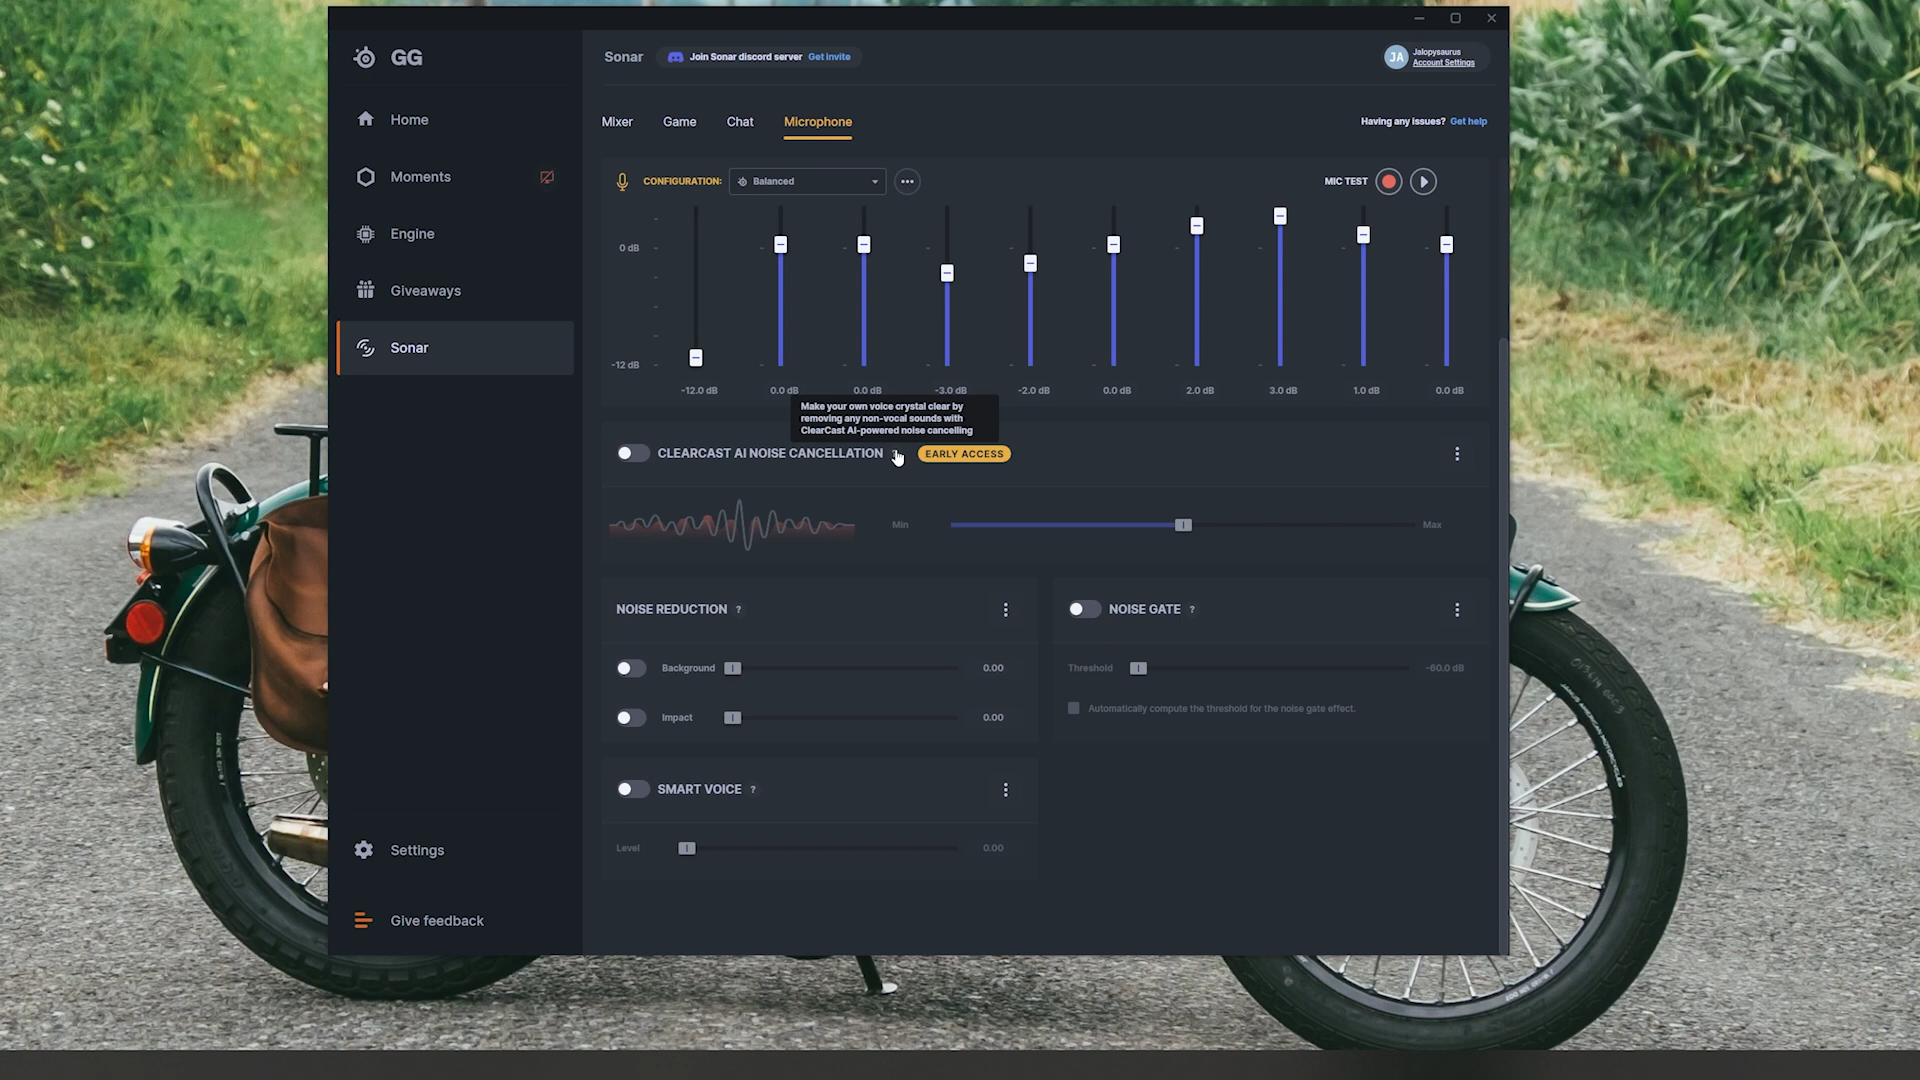 GG
Sonar
Join Sonar discord server Get invite
JA
Jalopysaurus
Account Settings
Home
Moments
Engine
Giveaways
Sonar
Settings
Give feedback
Mixer
Game
Chat
Microphone
Having any issues? Get help
CONFIGURATION:
Balanced
MIC TEST
0 dB
-12 dB
-12.0 dB
0.0 dB
0.0 dB
-3.0 dB
-2.0 dB
0.0 dB
2.0 dB
3.0 dB
1.0 dB
0.0 dB
Make your own voice crystal clear by
removing any non-vocal sounds with
ClearCast AI-powered noise cancelling
CLEARCAST AI NOISE CANCELLATION
EARLY ACCESS
Min
Max
NOISE REDUCTION ?
Background
0.00
Impact
0.00
NOISE GATE ?
Threshold
-60.0 dB
Automatically compute the threshold for the noise gate effect.
SMART VOICE ?
Level
0.00